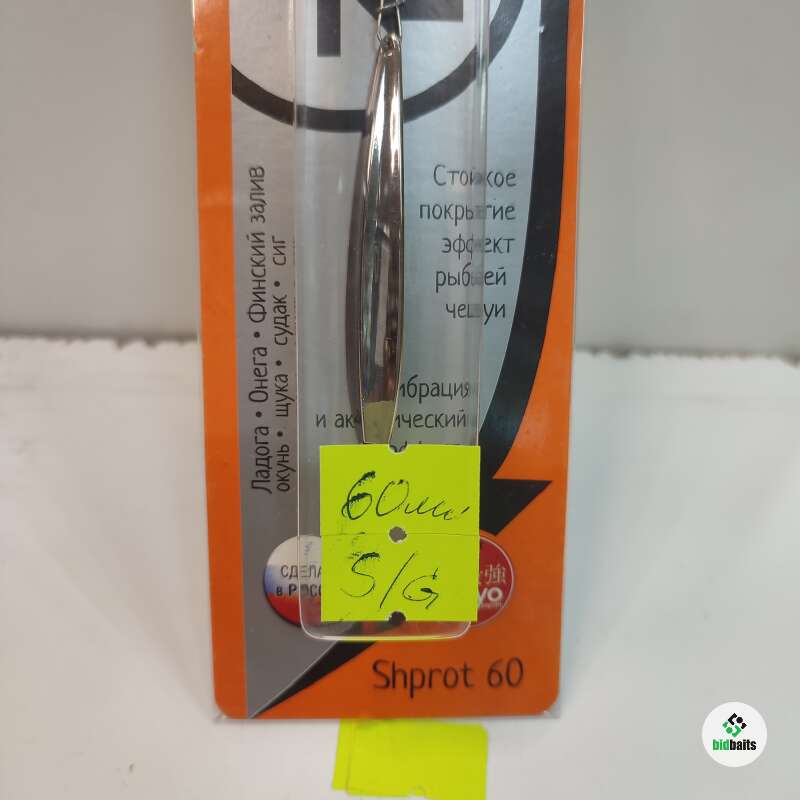 Ладога • Онега • Финский залив
окунь • щука • судак • сиг
Стойкое
покрытие
эффект
рыбьей
чешуи
и
60мм
S/G
Shprot 60
bidbaits